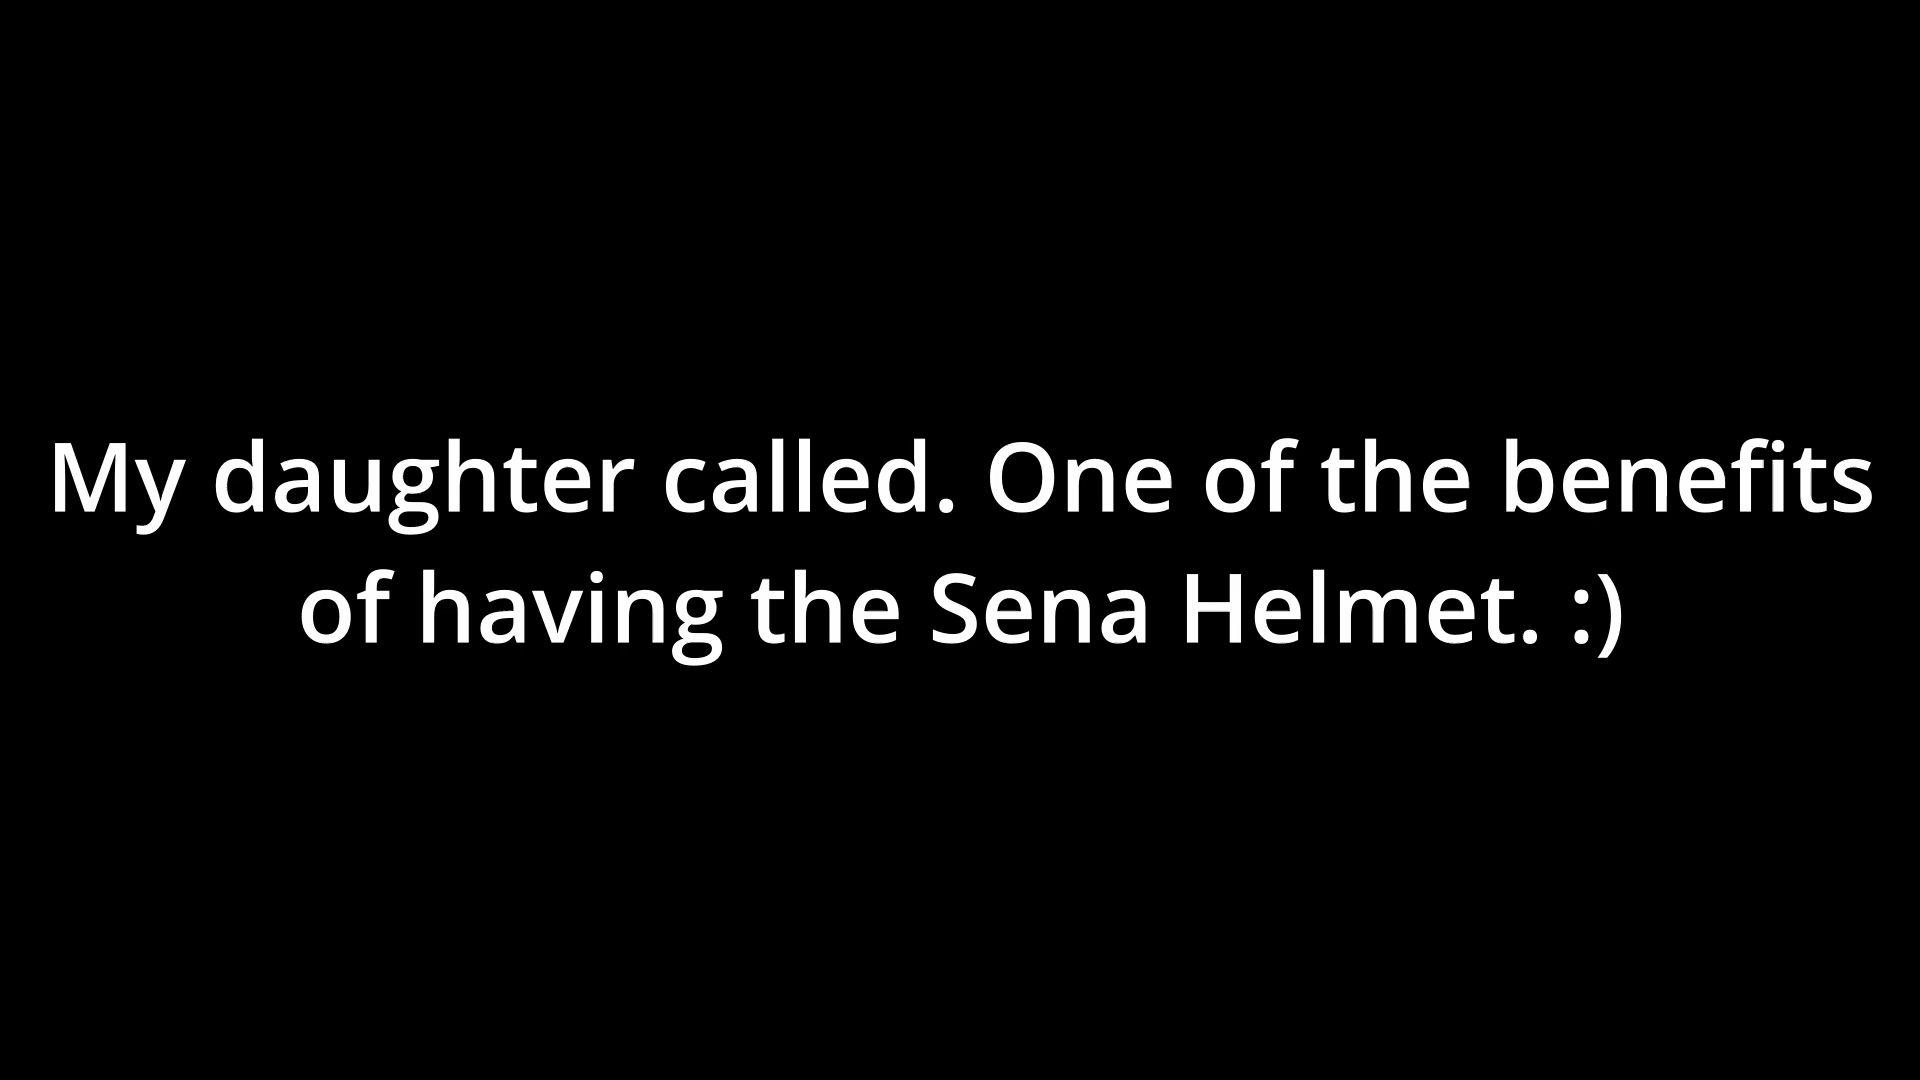 My daughter called. One of the benefits
of having the Sena Helmet. :)